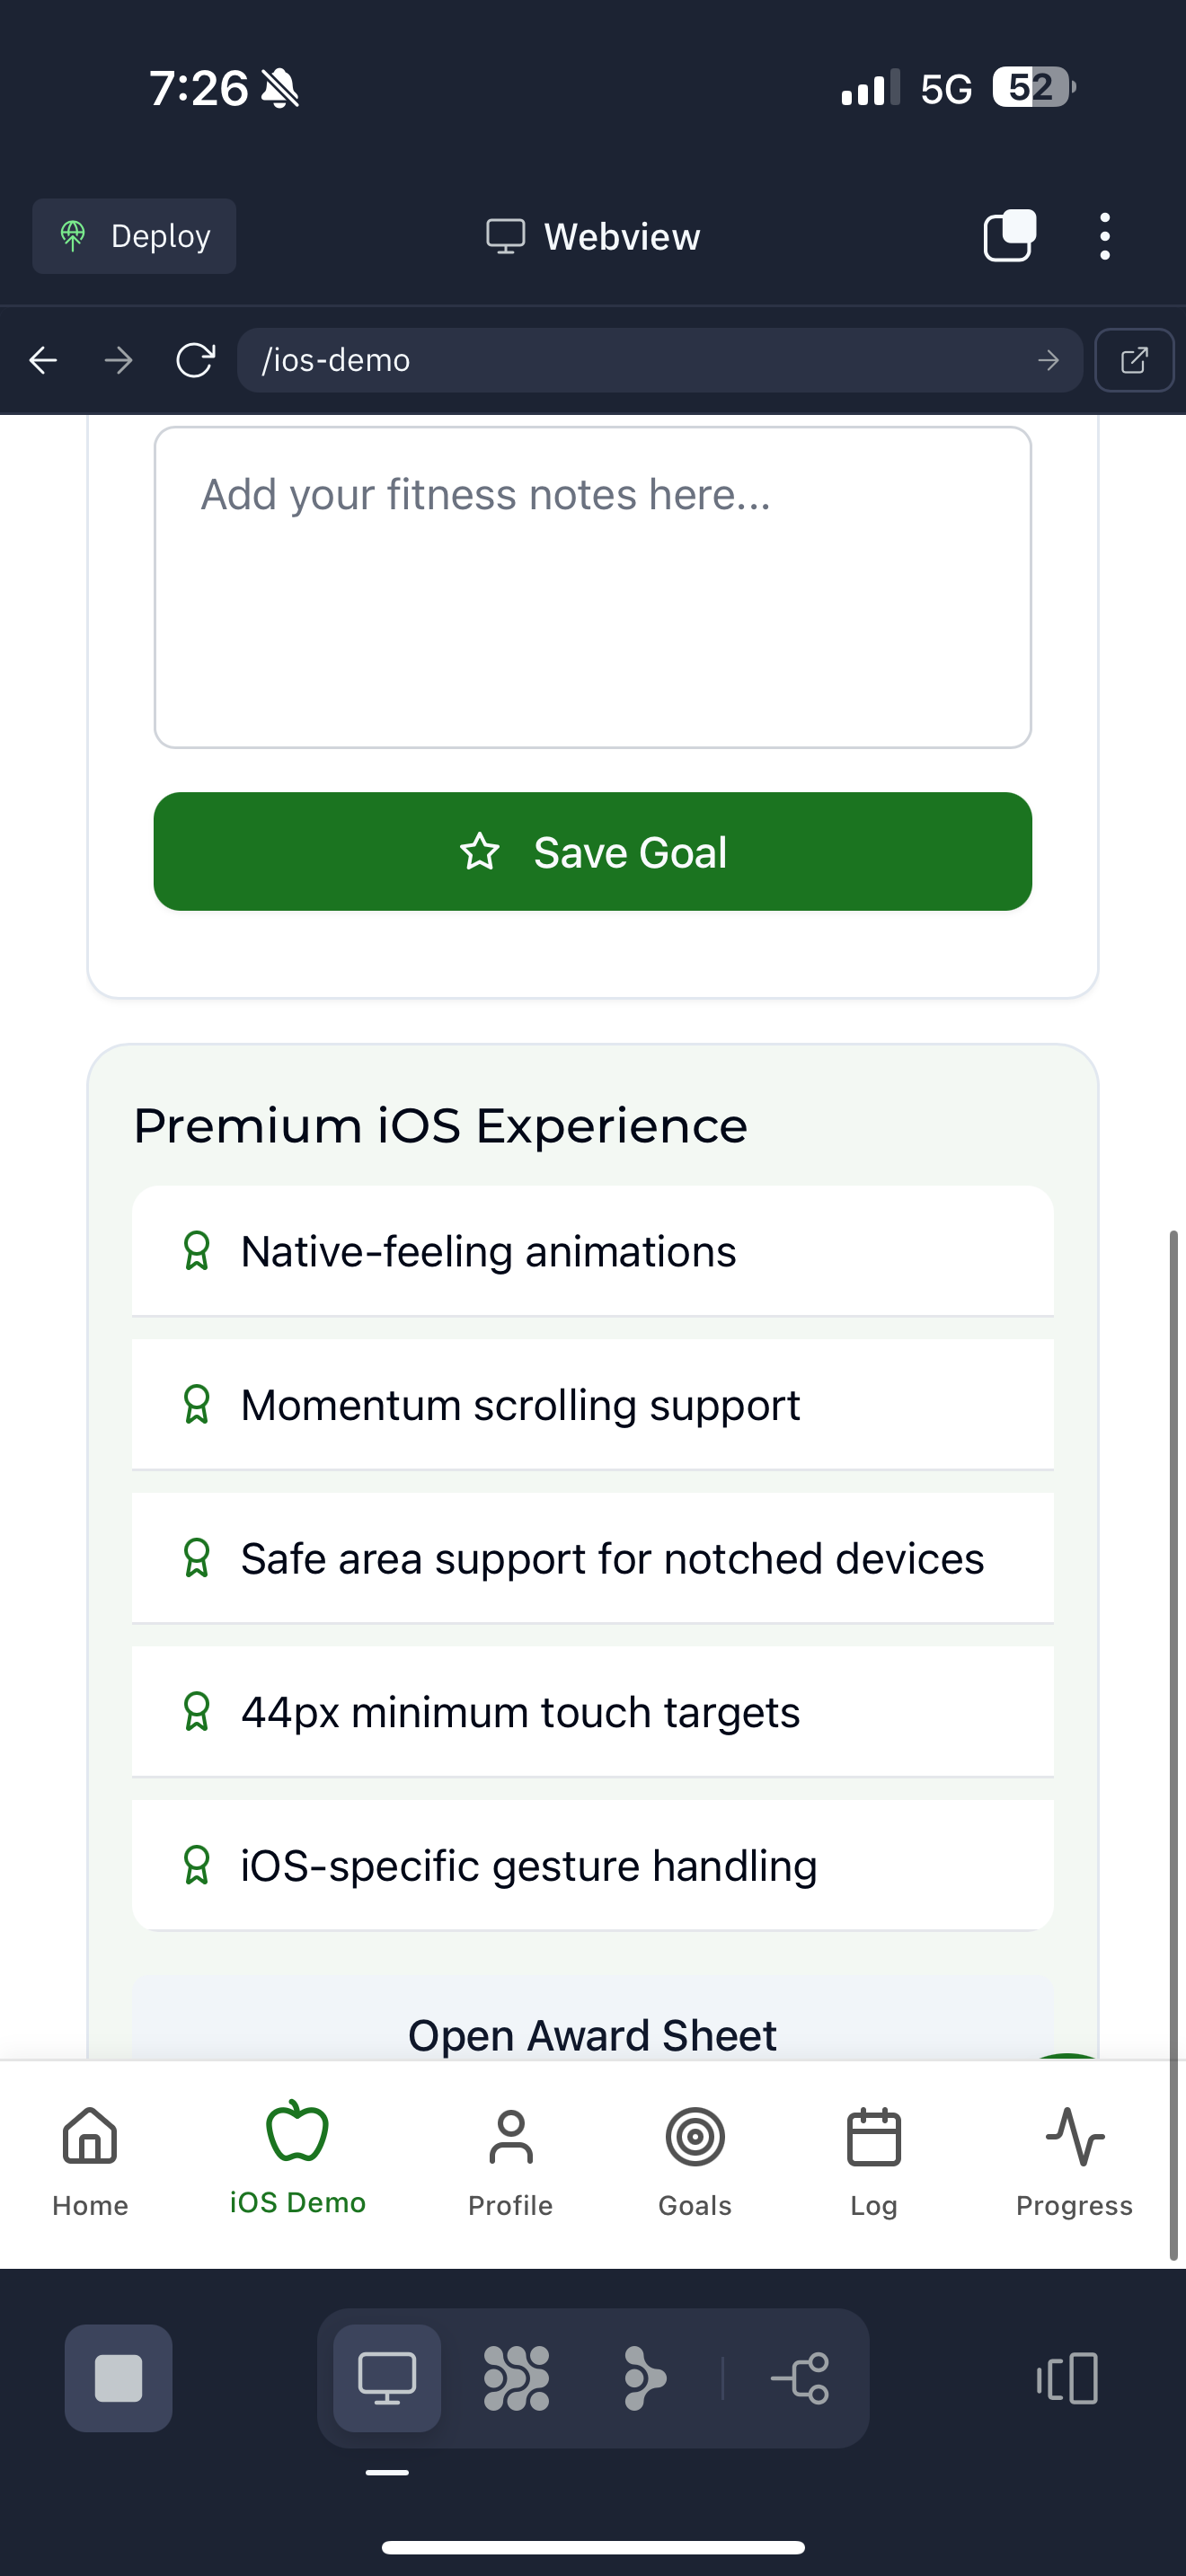 7:26
5G
52
Deploy
Webview
/ios-demo
Add your fitness notes here...
Save Goal
Premium iOS Experience
Native-feeling animations
Momentum scrolling support
Safe area support for notched devices
44px minimum touch targets
iOS-specific gesture handling
Open Award Sheet
Home
iOS Demo
Profile
Goals
Log
Progress